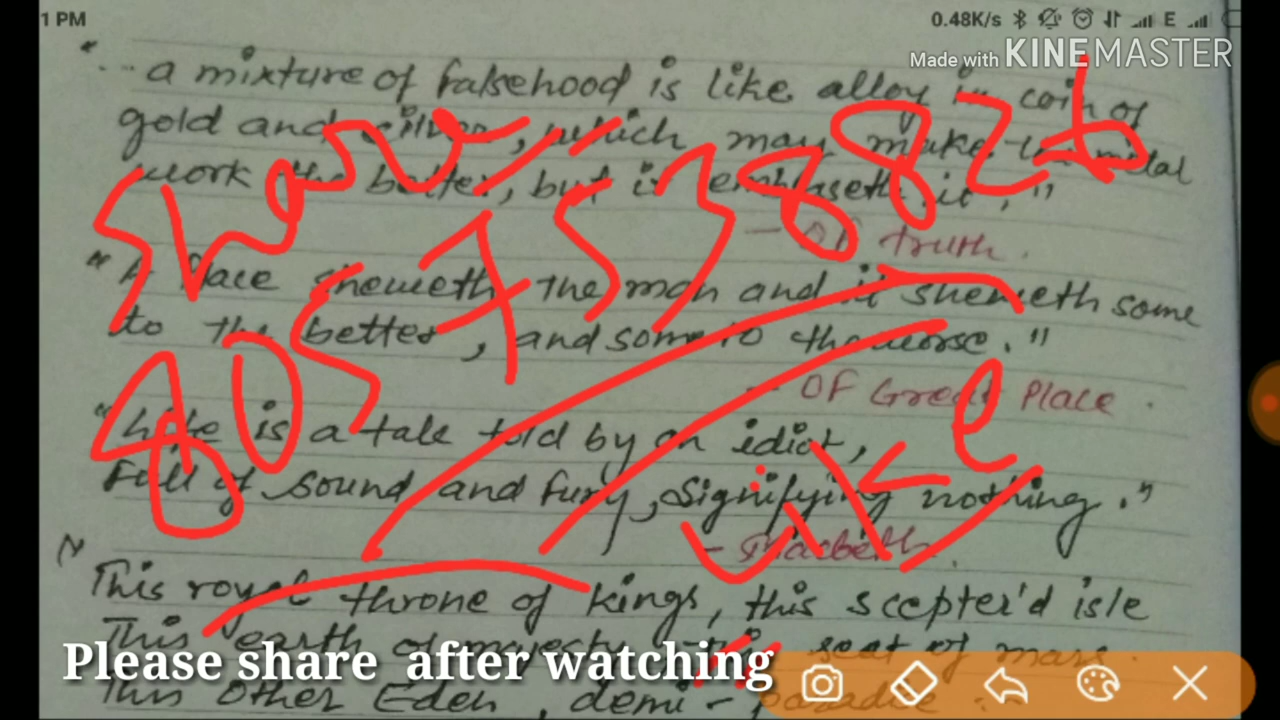 1 PM
0.48K/s E
Made with KINEMASTER
"... a mixture of falsehood is like alloy in coin of
gold and silver, which may make the metal
work the better, but it embaseth it."
- Of Truth.
"A Place sheweth the man and it sheweth some
to the better, and some to the worse."
- OF Great Place.
"Life is a tale told by an idiot,
Full of sound and fury, signifying nothing."
- Macbeth.
"This royal throne of kings, this scepter'd isle
This earth of majesty this seat of mars.
This other Eden, demi-paradise
Share
8057538826
Like
Please share after watching